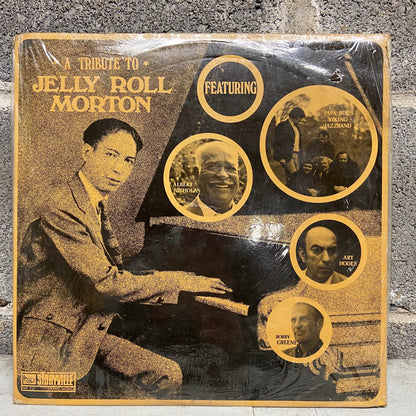 A TRIBUTE TO
JELLY ROLL
MORTON
FEATURING
PAPA BUE'S
VIKING
JAZZBAND
ALBERT
NICHOLAS
ART
HODES
BOBBY
GREENE
STORYVILLE